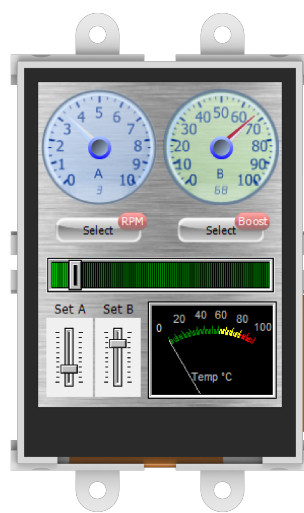 0 1 2 3 4 5 6 7 8 9 10
A
3
0 10 20 30 40 50 60 70 80 90 100
B
68
Select RPM
Select Boost
Set A Set B
0 20 40 60 80 100
Temp °C